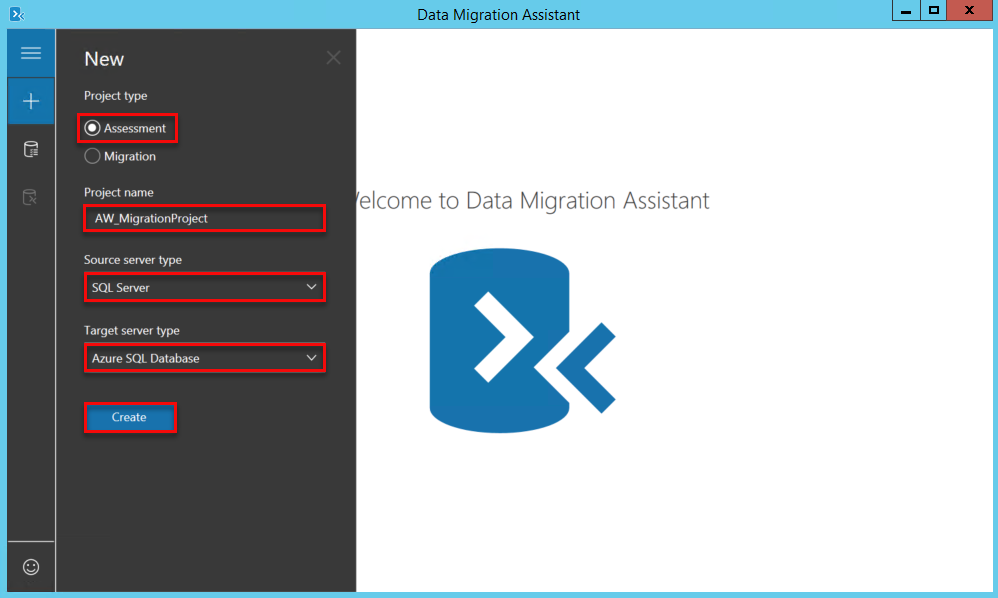 Data Migration Assistant
New
Project type
Assessment
Migration
Project name
AW_MigrationProject
Source server type
SQL Server
Target server type
Azure SQL Database
Create
elcome to Data Migration Assistant